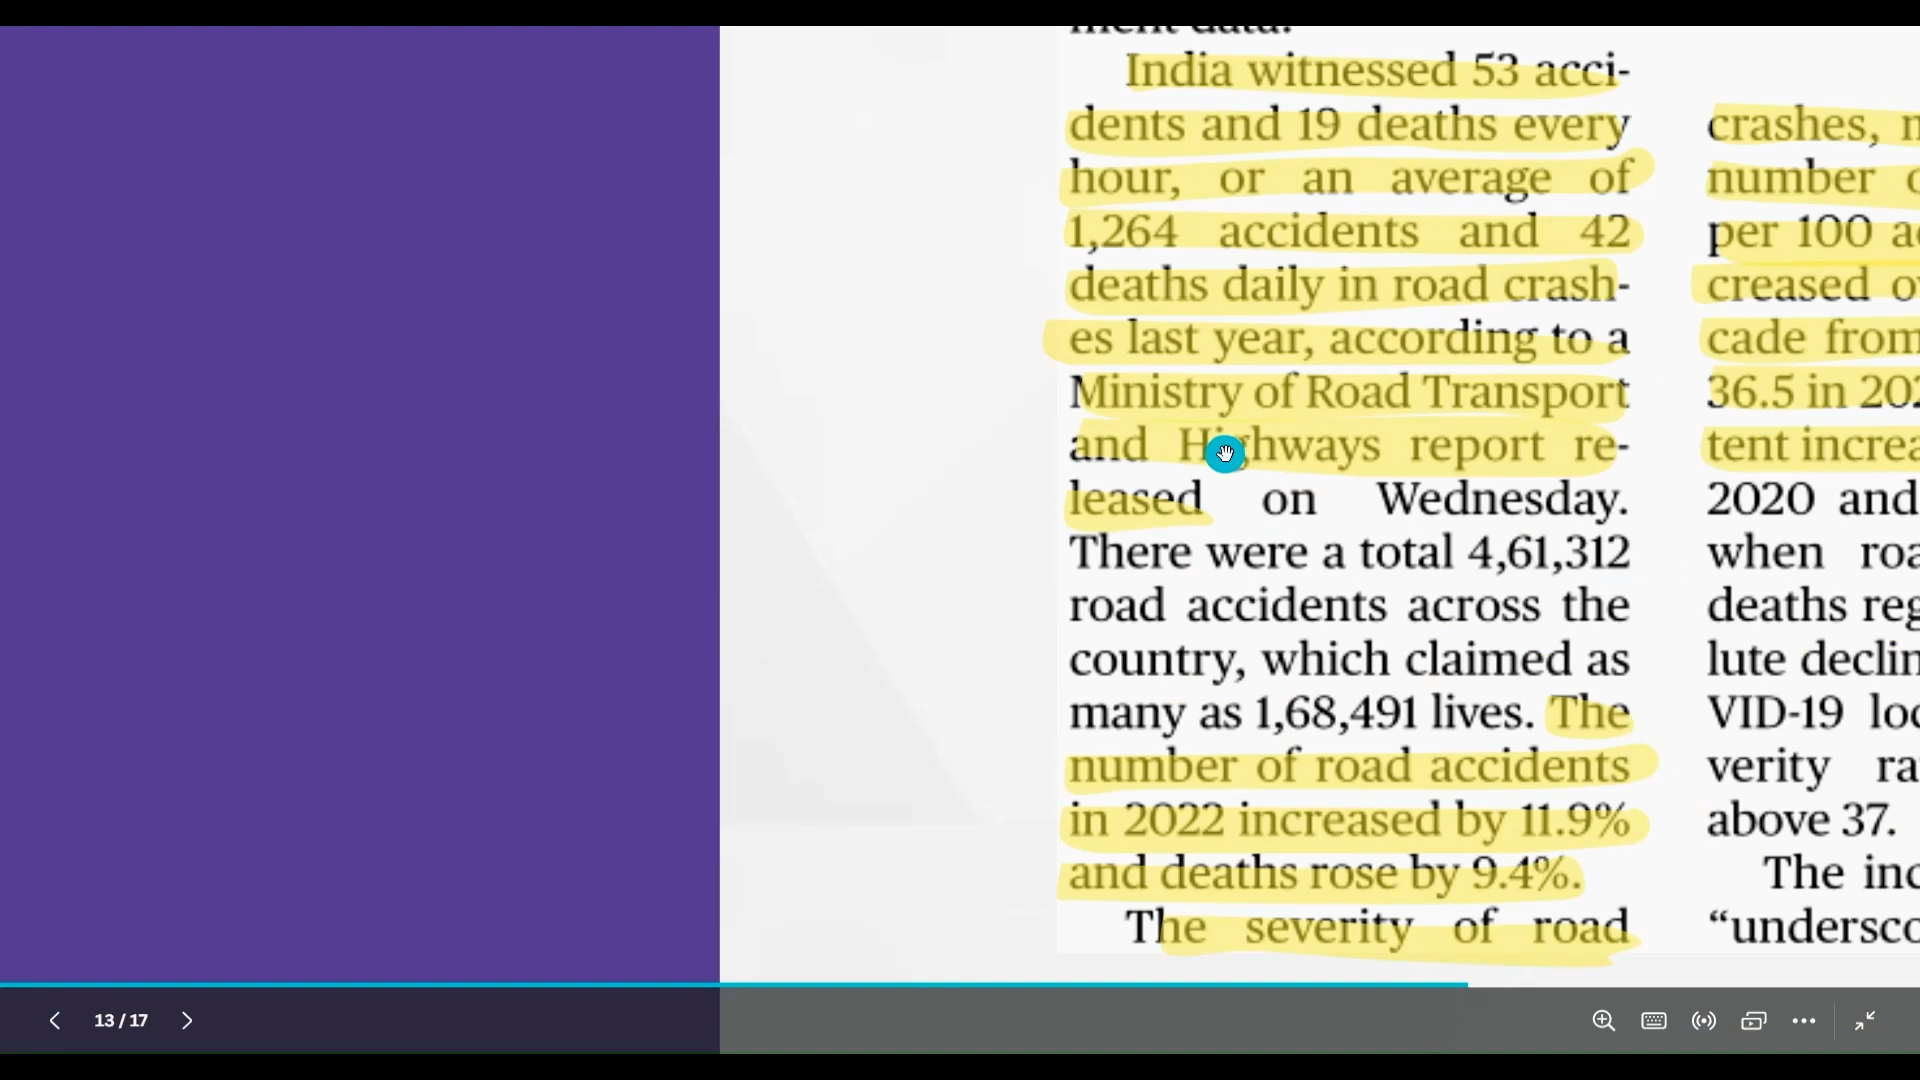 India witnessed 53 acci-
dents and 19 deaths every
hour, or an average of
1,264 accidents and 42
deaths daily in road crash-
es last year, according to a
Ministry of Road Transport
and Highways report re-
leased on Wednesday.
There were a total 4,61,312
road accidents across the
country, which claimed as
many as 1,68,491 lives. The
number of road accidents
in 2022 increased by 11.9%
and deaths rose by 9.4%.
The severity of road
crashes,
number
per 100
creased
cade from
36.5 in
tent
2020 and
when
deaths
VID-19
verity
above 37.
The
13 / 17